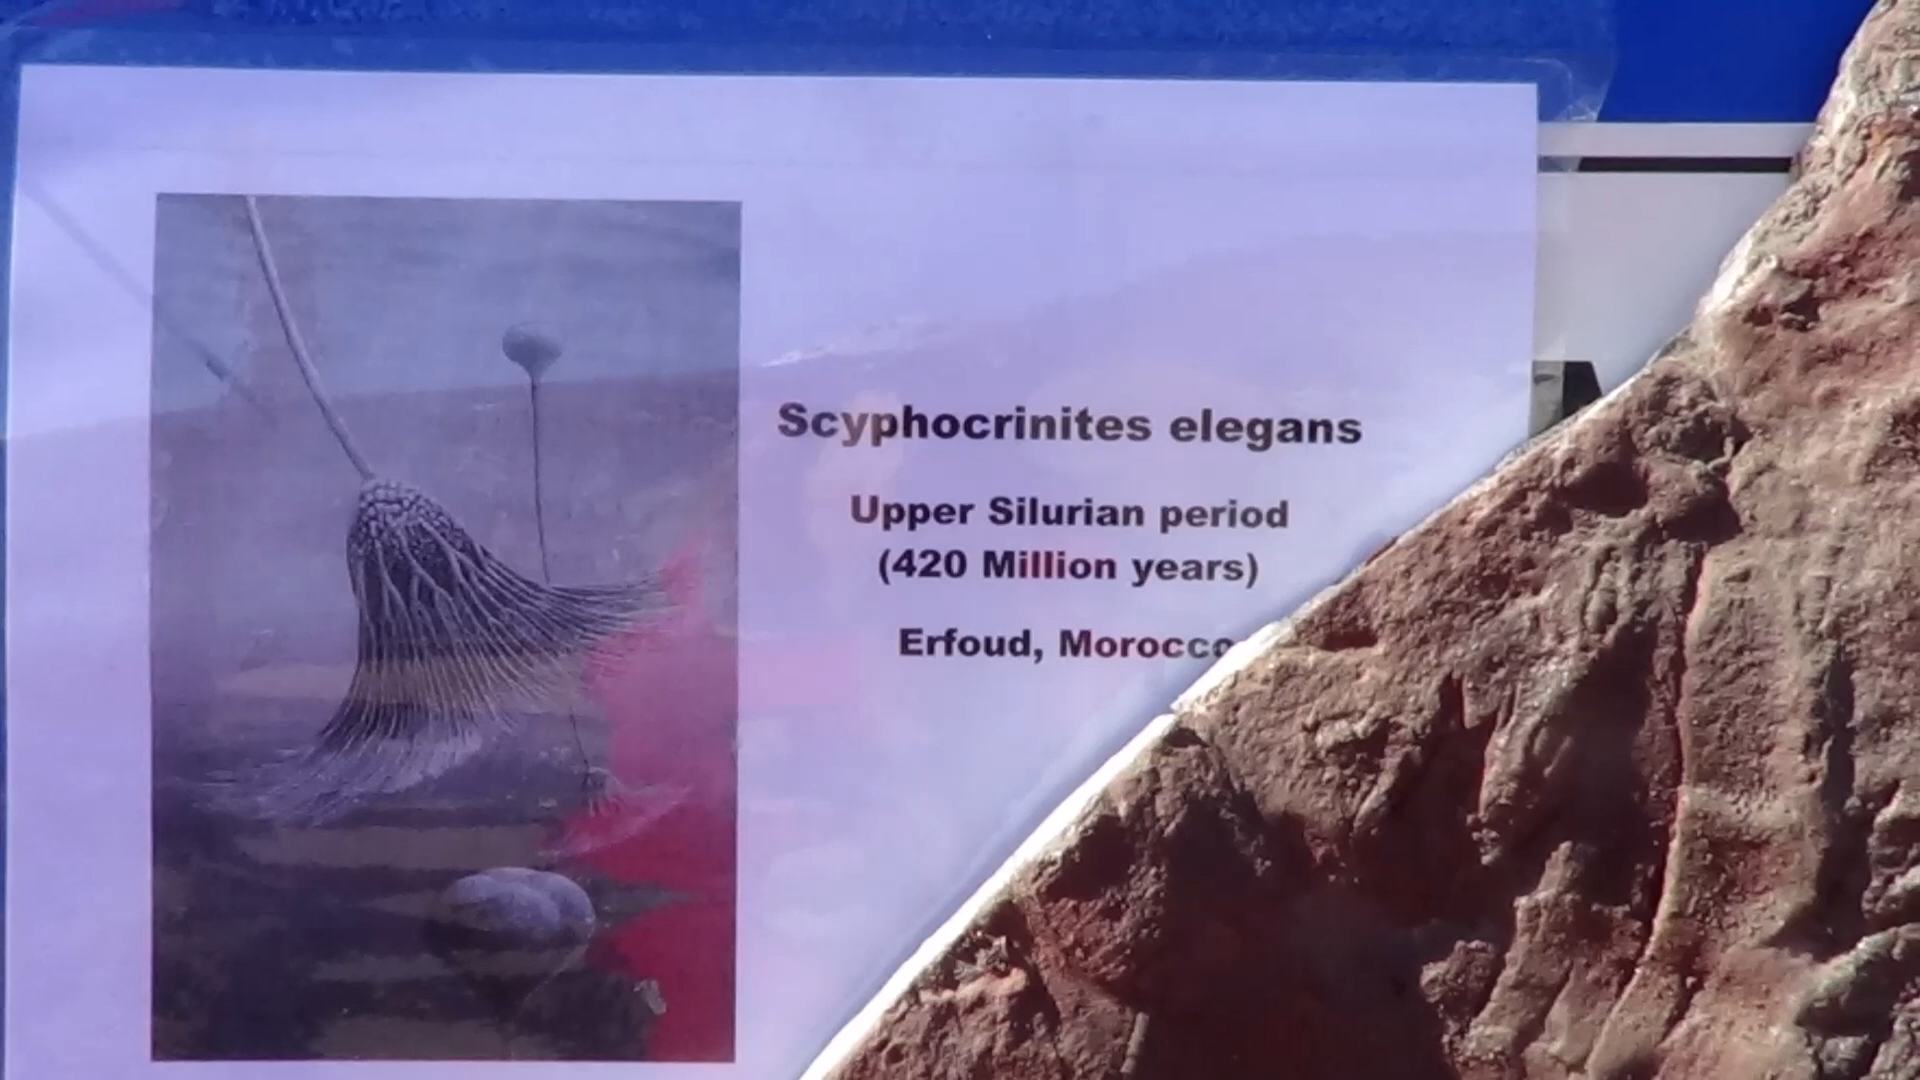 Scyphocrinites elegans
Upper Silurian period
(420 Million years)
Erfoud, Morocco